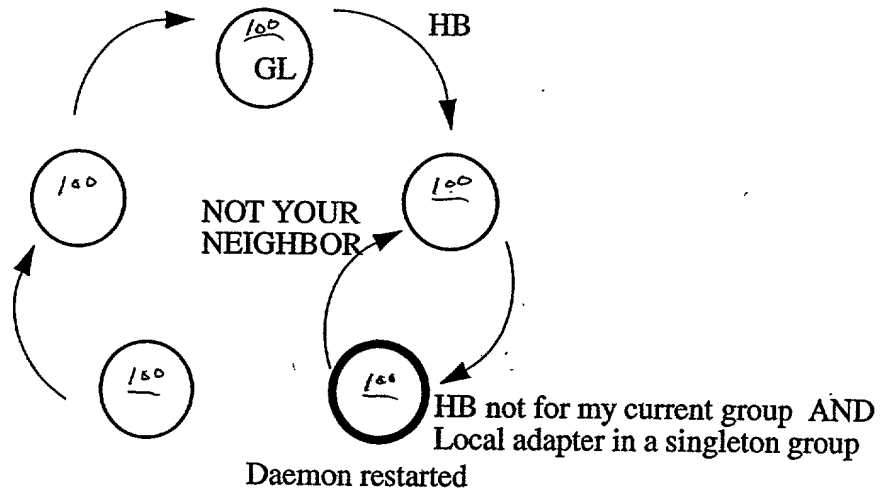 100
GL
HB
100
100
NOT YOUR
NEIGHBOR
100
100
HB not for my current group AND
Local adapter in a singleton group
Daemon restarted